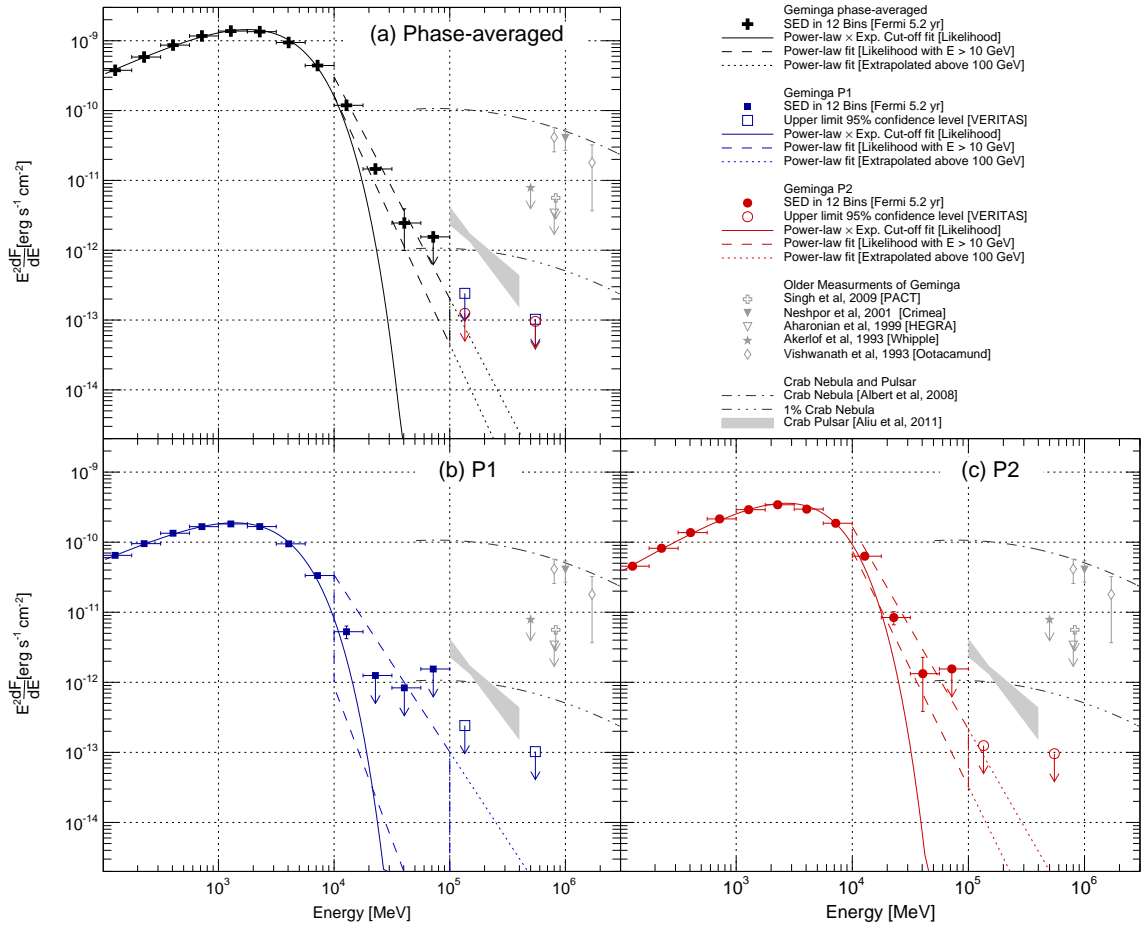 (a) Phase-averaged
10^-9
10^-10
10^-11
10^-12
10^-13
10^-14
E^2 dF/dE [erg s^-1 cm^-2]
Geminga phase-averaged
SED in 12 Bins [Fermi 5.2 yr]
Power-law × Exp. Cut-off fit [Likelihood]
Power-law fit [Likelihood with E > 10 GeV]
Power-law fit [Extrapolated above 100 GeV]
Geminga P1
SED in 12 Bins [Fermi 5.2 yr]
Upper limit 95% confidence level [VERITAS]
Power-law × Exp. Cut-off fit [Likelihood]
Power-law fit [Likelihood with E > 10 GeV]
Power-law fit [Extrapolated above 100 GeV]
Geminga P2
SED in 12 Bins [Fermi 5.2 yr]
Upper limit 95% confidence level [VERITAS]
Power-law × Exp. Cut-off fit [Likelihood]
Power-law fit [Likelihood with E > 10 GeV]
Power-law fit [Extrapolated above 100 GeV]
Older Measurments of Geminga
Singh et al, 2009 [PACT]
Neshpor et al, 2001 [Crimea]
Aharonian et al, 1999 [HEGRA]
Akerlof et al, 1993 [Whipple]
Vishwanath et al, 1993 [Ootacamund]
Crab Nebula and Pulsar
Crab Nebula [Albert et al, 2008]
1% Crab Nebula
Crab Pulsar [Aliu et al, 2011]
(b) P1
10^-9
10^-10
10^-11
10^-12
10^-13
10^-14
E^2 dF/dE [erg s^-1 cm^-2]
10^3
10^4
10^5
10^6
Energy [MeV]
(c) P2
10^3
10^4
10^5
10^6
Energy [MeV]